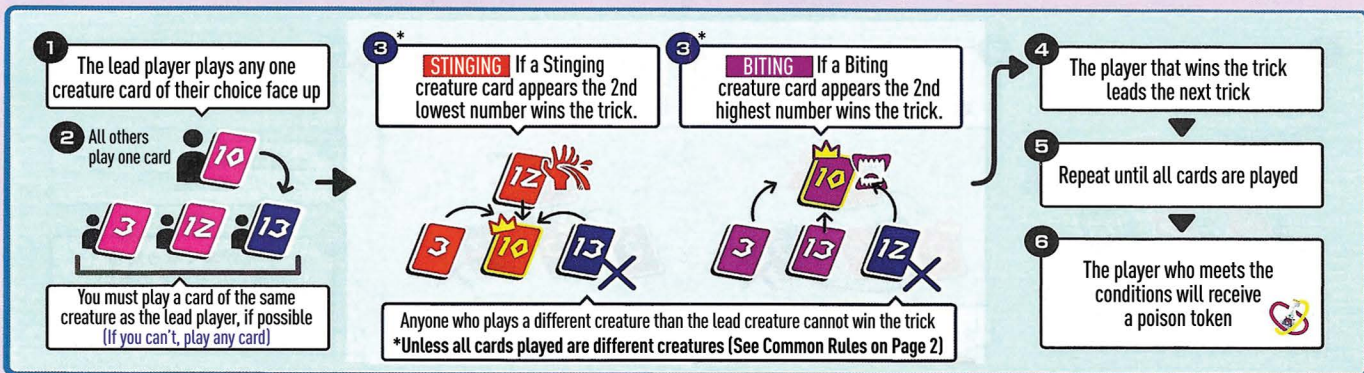 1
The lead player plays any one
creature card of their choice face up
2 All others
play one card
10
3
12
13
You must play a card of the same
creature as the lead player, if possible
(If you can't, play any card)
3*
STINGING If a Stinging
creature card appears the 2nd
lowest number wins the trick.
12
3
10
13
3*
BITING If a Biting
creature card appears the 2nd
highest number wins the trick.
10
3
13
12
Anyone who plays a different creature than the lead creature cannot win the trick
*Unless all cards played are different creatures (See Common Rules on Page 2)
4
The player that wins the trick
leads the next trick
5
Repeat until all cards are played
6
The player who meets the
conditions will receive
a poison token